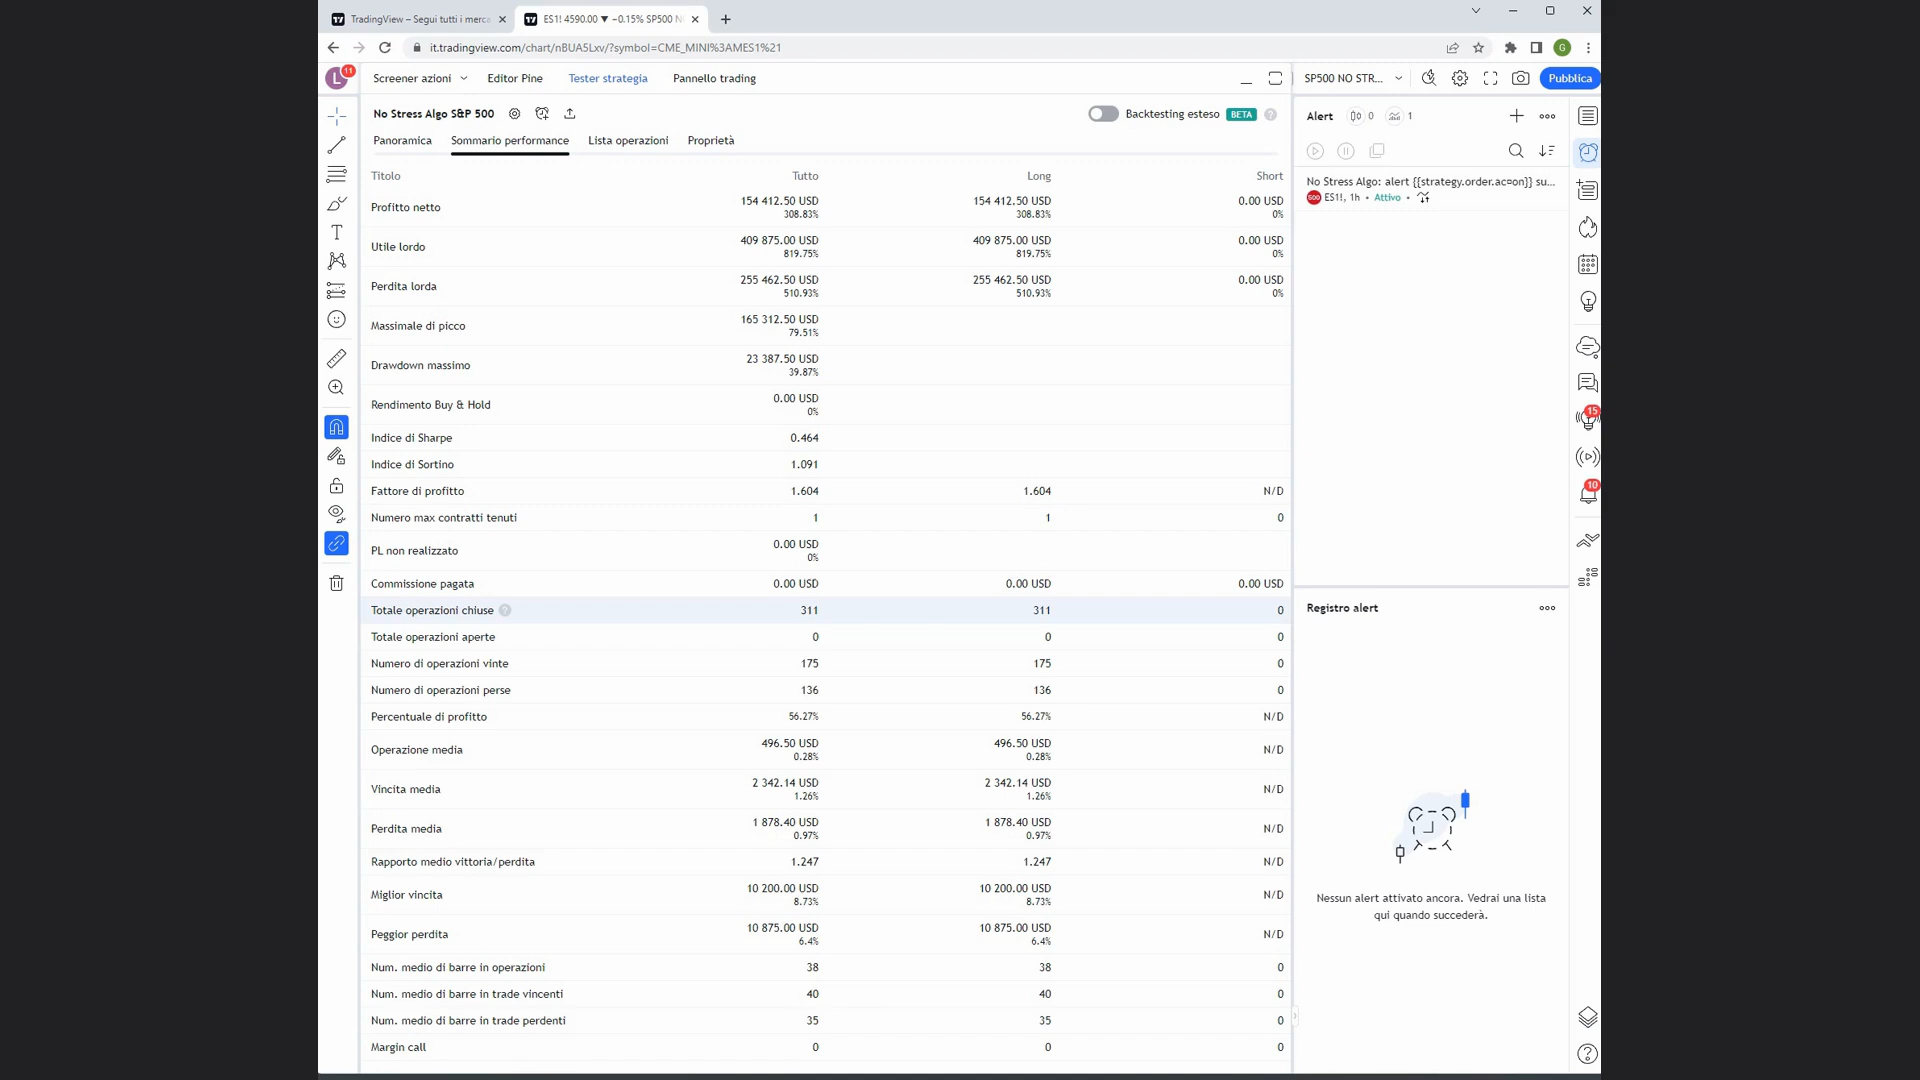 TradingView — Segui tutti i merca
ES1! 4590.00 ▼ −0.15% SP500 N
it.tradingview.com/chart/nBUA5Lxv/?symbol=CME_MINI%3AMES1%21
G
L
11
Screener azioni
Editor Pine
Tester strategia
Pannello trading
SP500 NO STR...
Pubblica
No Stress Algo S&P 500
Backtesting esteso BETA
Panoramica
Sommario performance
Lista operazioni
Proprietà
Titolo Tutto Long Short
Profitto netto 154 412.50 USD 154 412.50 USD 0.00 USD
308.83% 308.83% 0%
Utile lordo 409 875.00 USD 409 875.00 USD 0.00 USD
819.75% 819.75% 0%
Perdita lorda 255 462.50 USD 255 462.50 USD 0.00 USD
510.93% 510.93% 0%
Massimale di picco 165 312.50 USD
79.51%
Drawdown massimo 23 387.50 USD
39.87%
Rendimento Buy & Hold 0.00 USD
0%
Indice di Sharpe 0.464
Indice di Sortino 1.091
Fattore di profitto 1.604 1.604 N/D
Numero max contratti tenuti 1 1 0
PL non realizzato 0.00 USD
0%
Commissione pagata 0.00 USD 0.00 USD 0.00 USD
Totale operazioni chiuse 311 311 0
Totale operazioni aperte 0 0 0
Numero di operazioni vinte 175 175 0
Numero di operazioni perse 136 136 0
Percentuale di profitto 56.27% 56.27% N/D
Operazione media 496.50 USD 496.50 USD N/D
0.28% 0.28%
Vincita media 2 342.14 USD 2 342.14 USD N/D
1.26% 1.26%
Perdita media 1 878.40 USD 1 878.40 USD N/D
0.97% 0.97%
Rapporto medio vittoria/perdita 1.247 1.247 N/D
Miglior vincita 10 200.00 USD 10 200.00 USD N/D
8.73% 8.73%
Peggior perdita 10 875.00 USD 10 875.00 USD N/D
6.4% 6.4%
Num. medio di barre in operazioni 38 38 0
Num. medio di barre in trade vincenti 40 40 0
Num. medio di barre in trade perdenti 35 35 0
Margin call 0 0 0
Alert 0 1
No Stress Algo: alert {{strategy.order.ac¤on}} su...
500 ES1!, 1h • Attivo •
Registro alert
Nessun alert attivato ancora. Vedrai una lista
qui quando succederà.
15
10